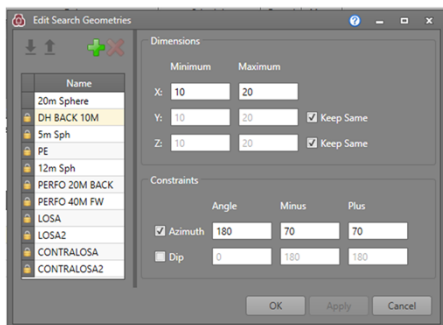 Edit Search Geometries
Name
20m Sphere
DH BACK 10M
5m Sph
PE
12m Sph
PERFO 20M BACK
PERFO 40M FW
LOSA
LOSA2
CONTRALOSA
CONTRALOSA2
Dimensions
Minimum Maximum
X: 10 20
Y: 10 20 Keep Same
Z: 10 20 Keep Same
Constraints
Angle Minus Plus
Azimuth 180 70 70
Dip 0 180 180
OK Apply Cancel